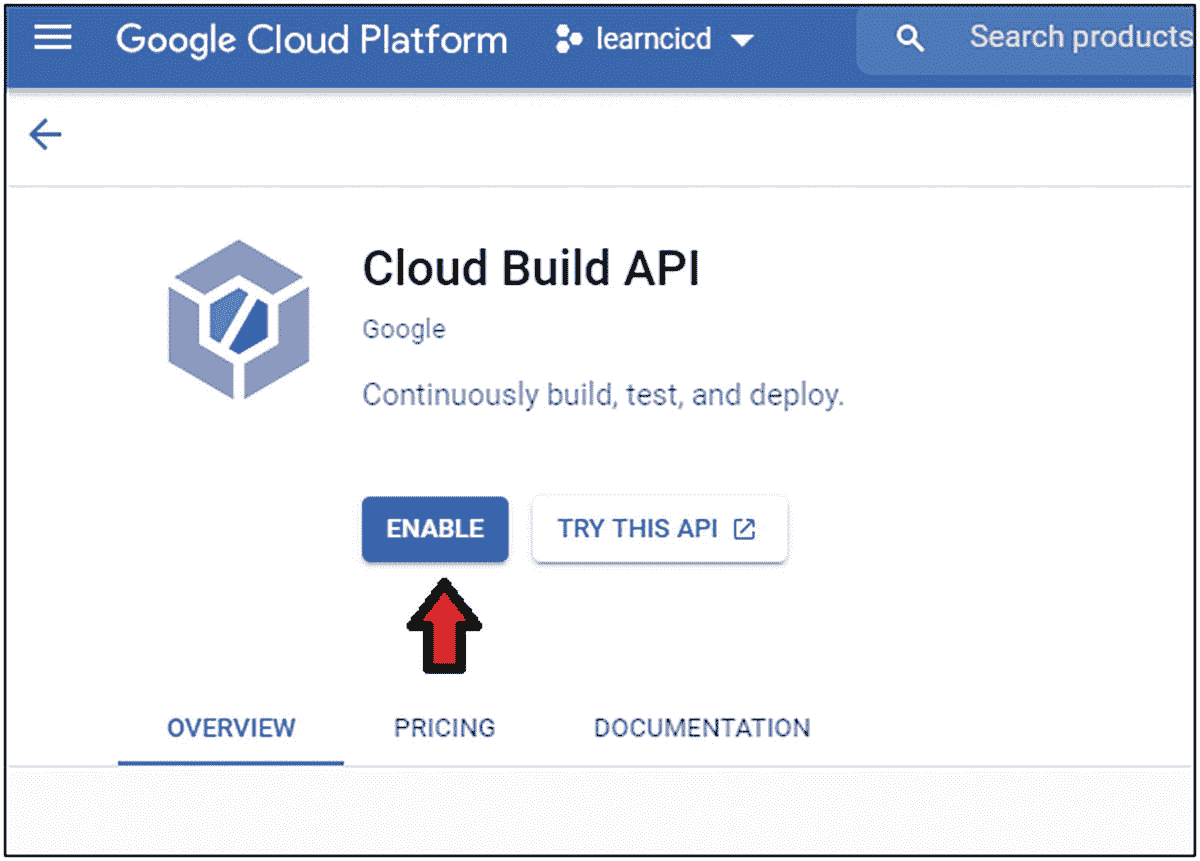 Google Cloud Platform learncicd Search products
Cloud Build API
Google
Continuously build, test, and deploy.
ENABLE TRY THIS API
OVERVIEW PRICING DOCUMENTATION